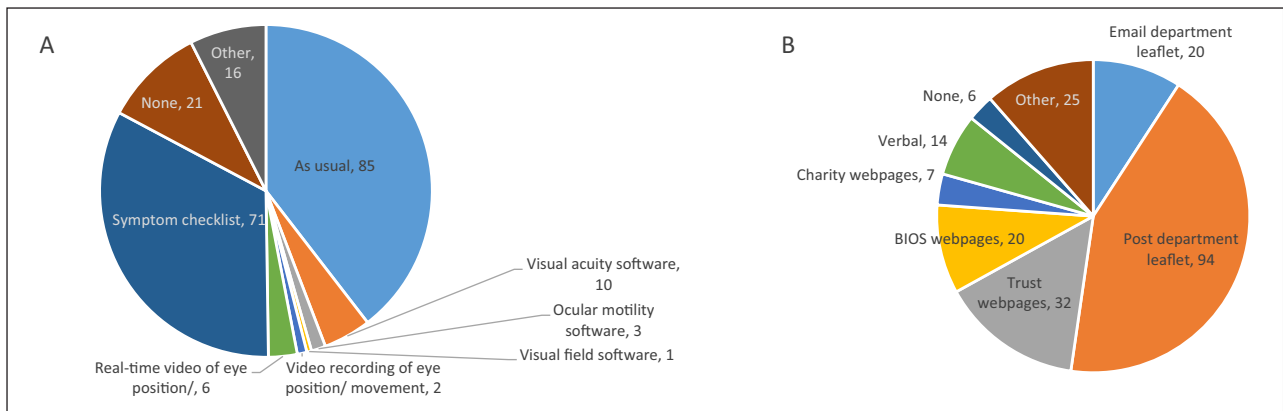 A
Other,
16
None, 21
As usual, 85
Symptom checklist, 71
Visual acuity software,
10
Ocular motility
software, 3
Visual field software, 1
Real-time video of eye
position/, 6
Video recording of eye
position/ movement, 2
B
Email department
leaflet, 20
None, 6
Other, 25
Verbal, 14
Charity webpages, 7
BIOS webpages, 20
Post department
leaflet, 94
Trust
webpages, 32